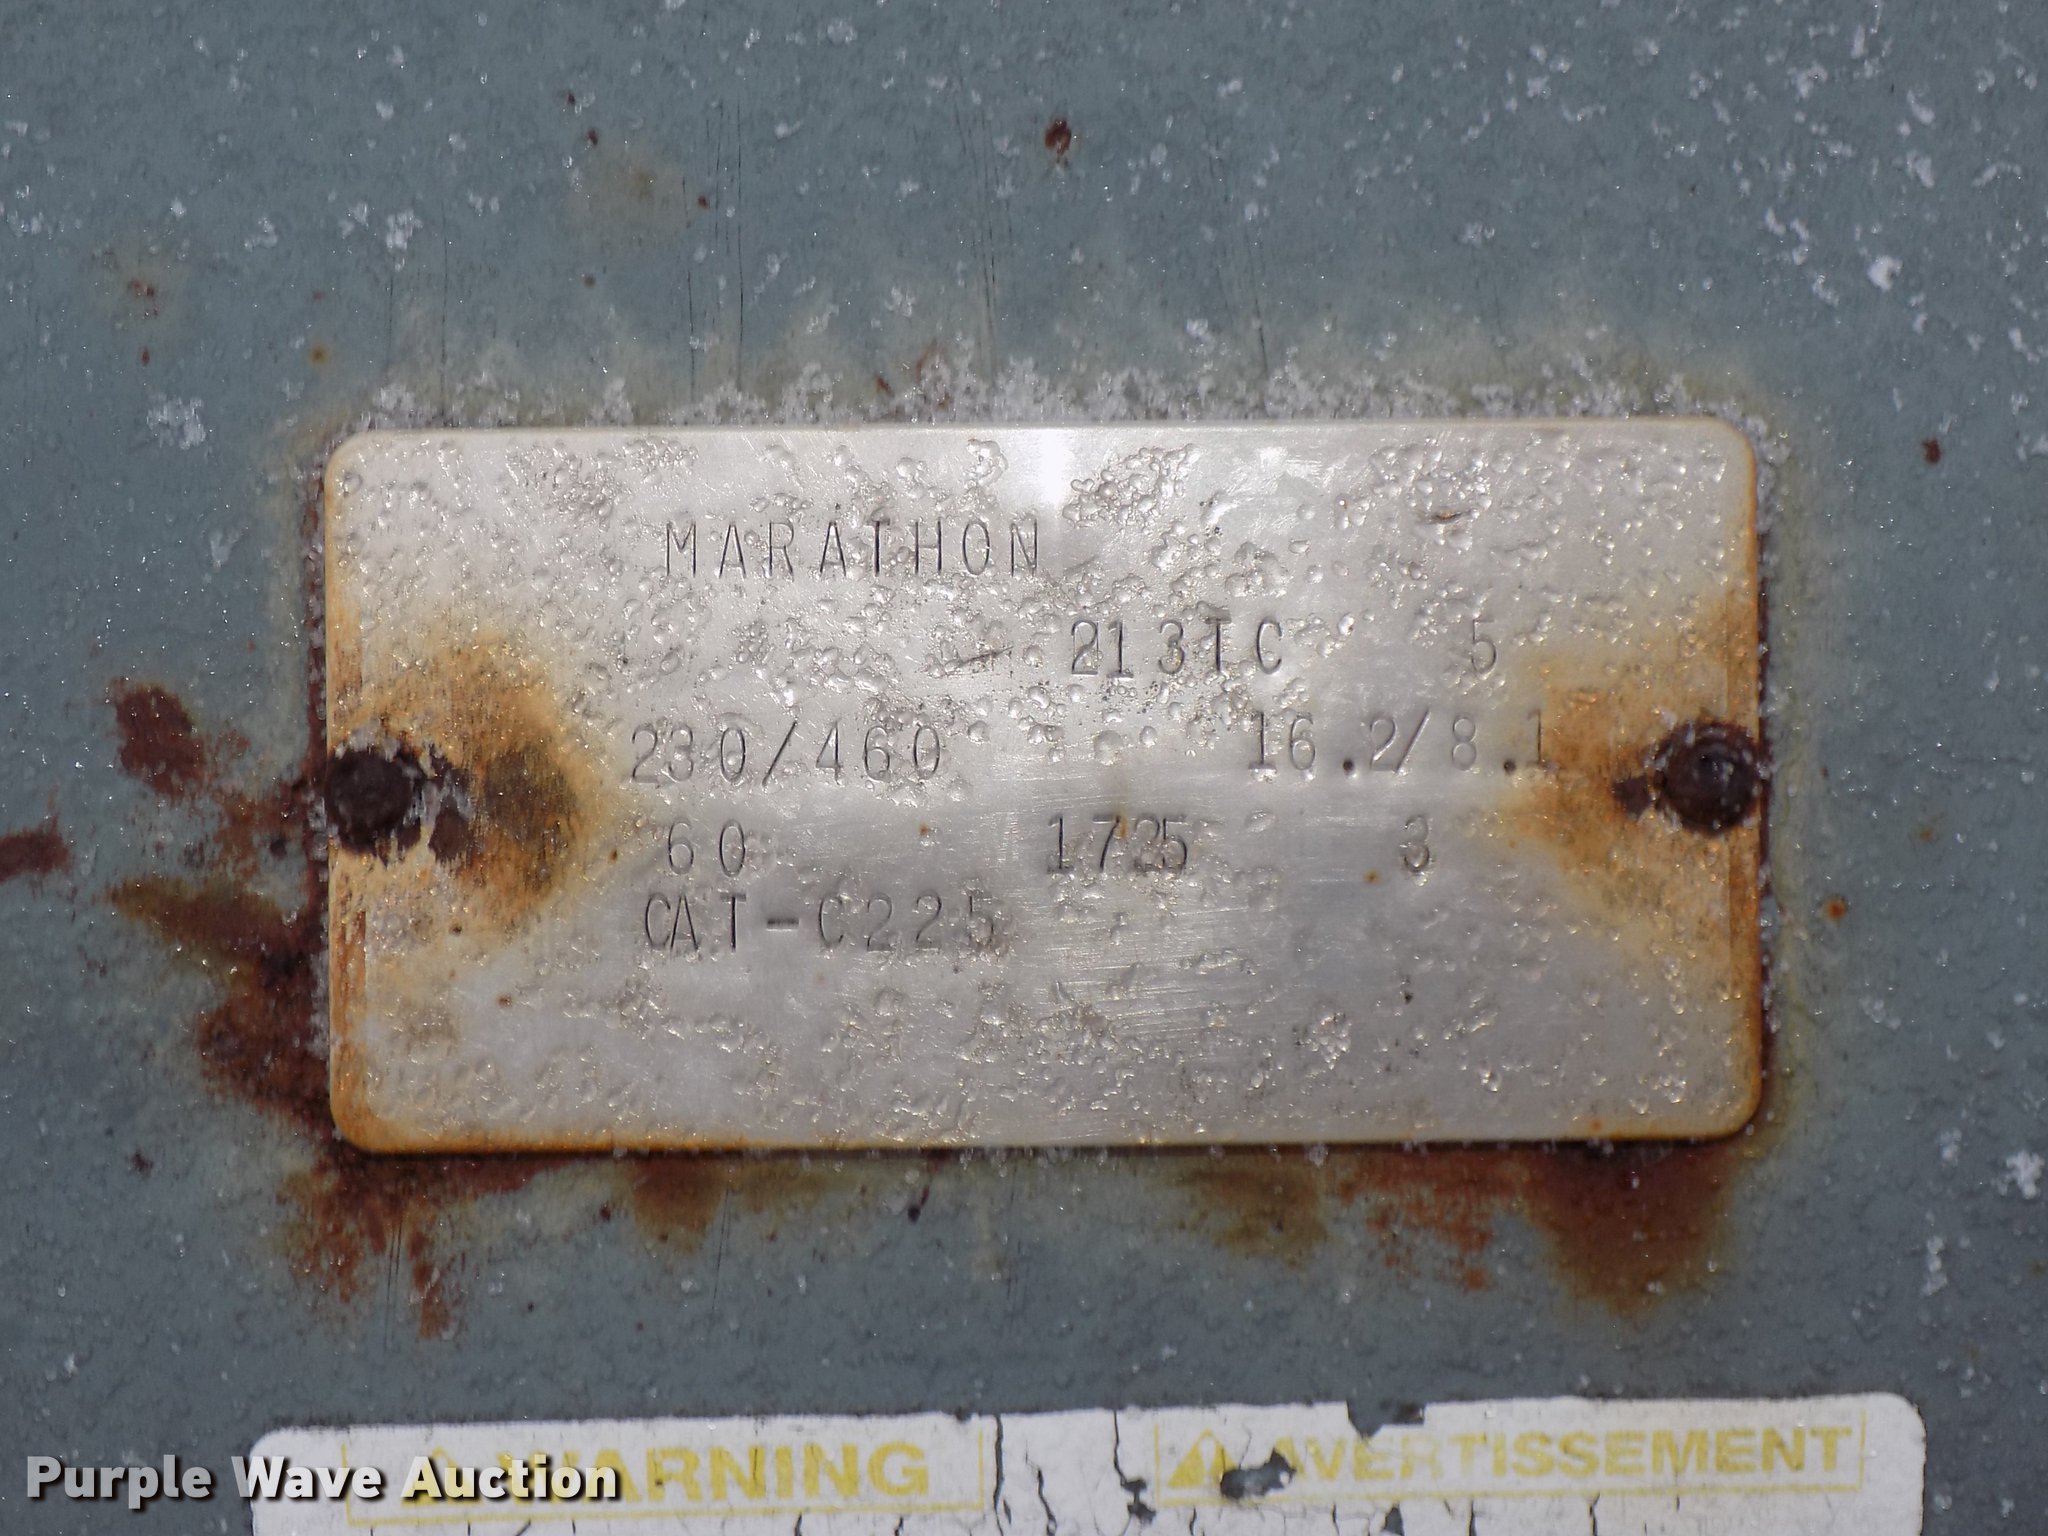 MARATHON
213TC 5
230/460 16.2/8.1
60 1725 3
CAT-C225
WARNING AVERTISSEMENT
Purple Wave Auction